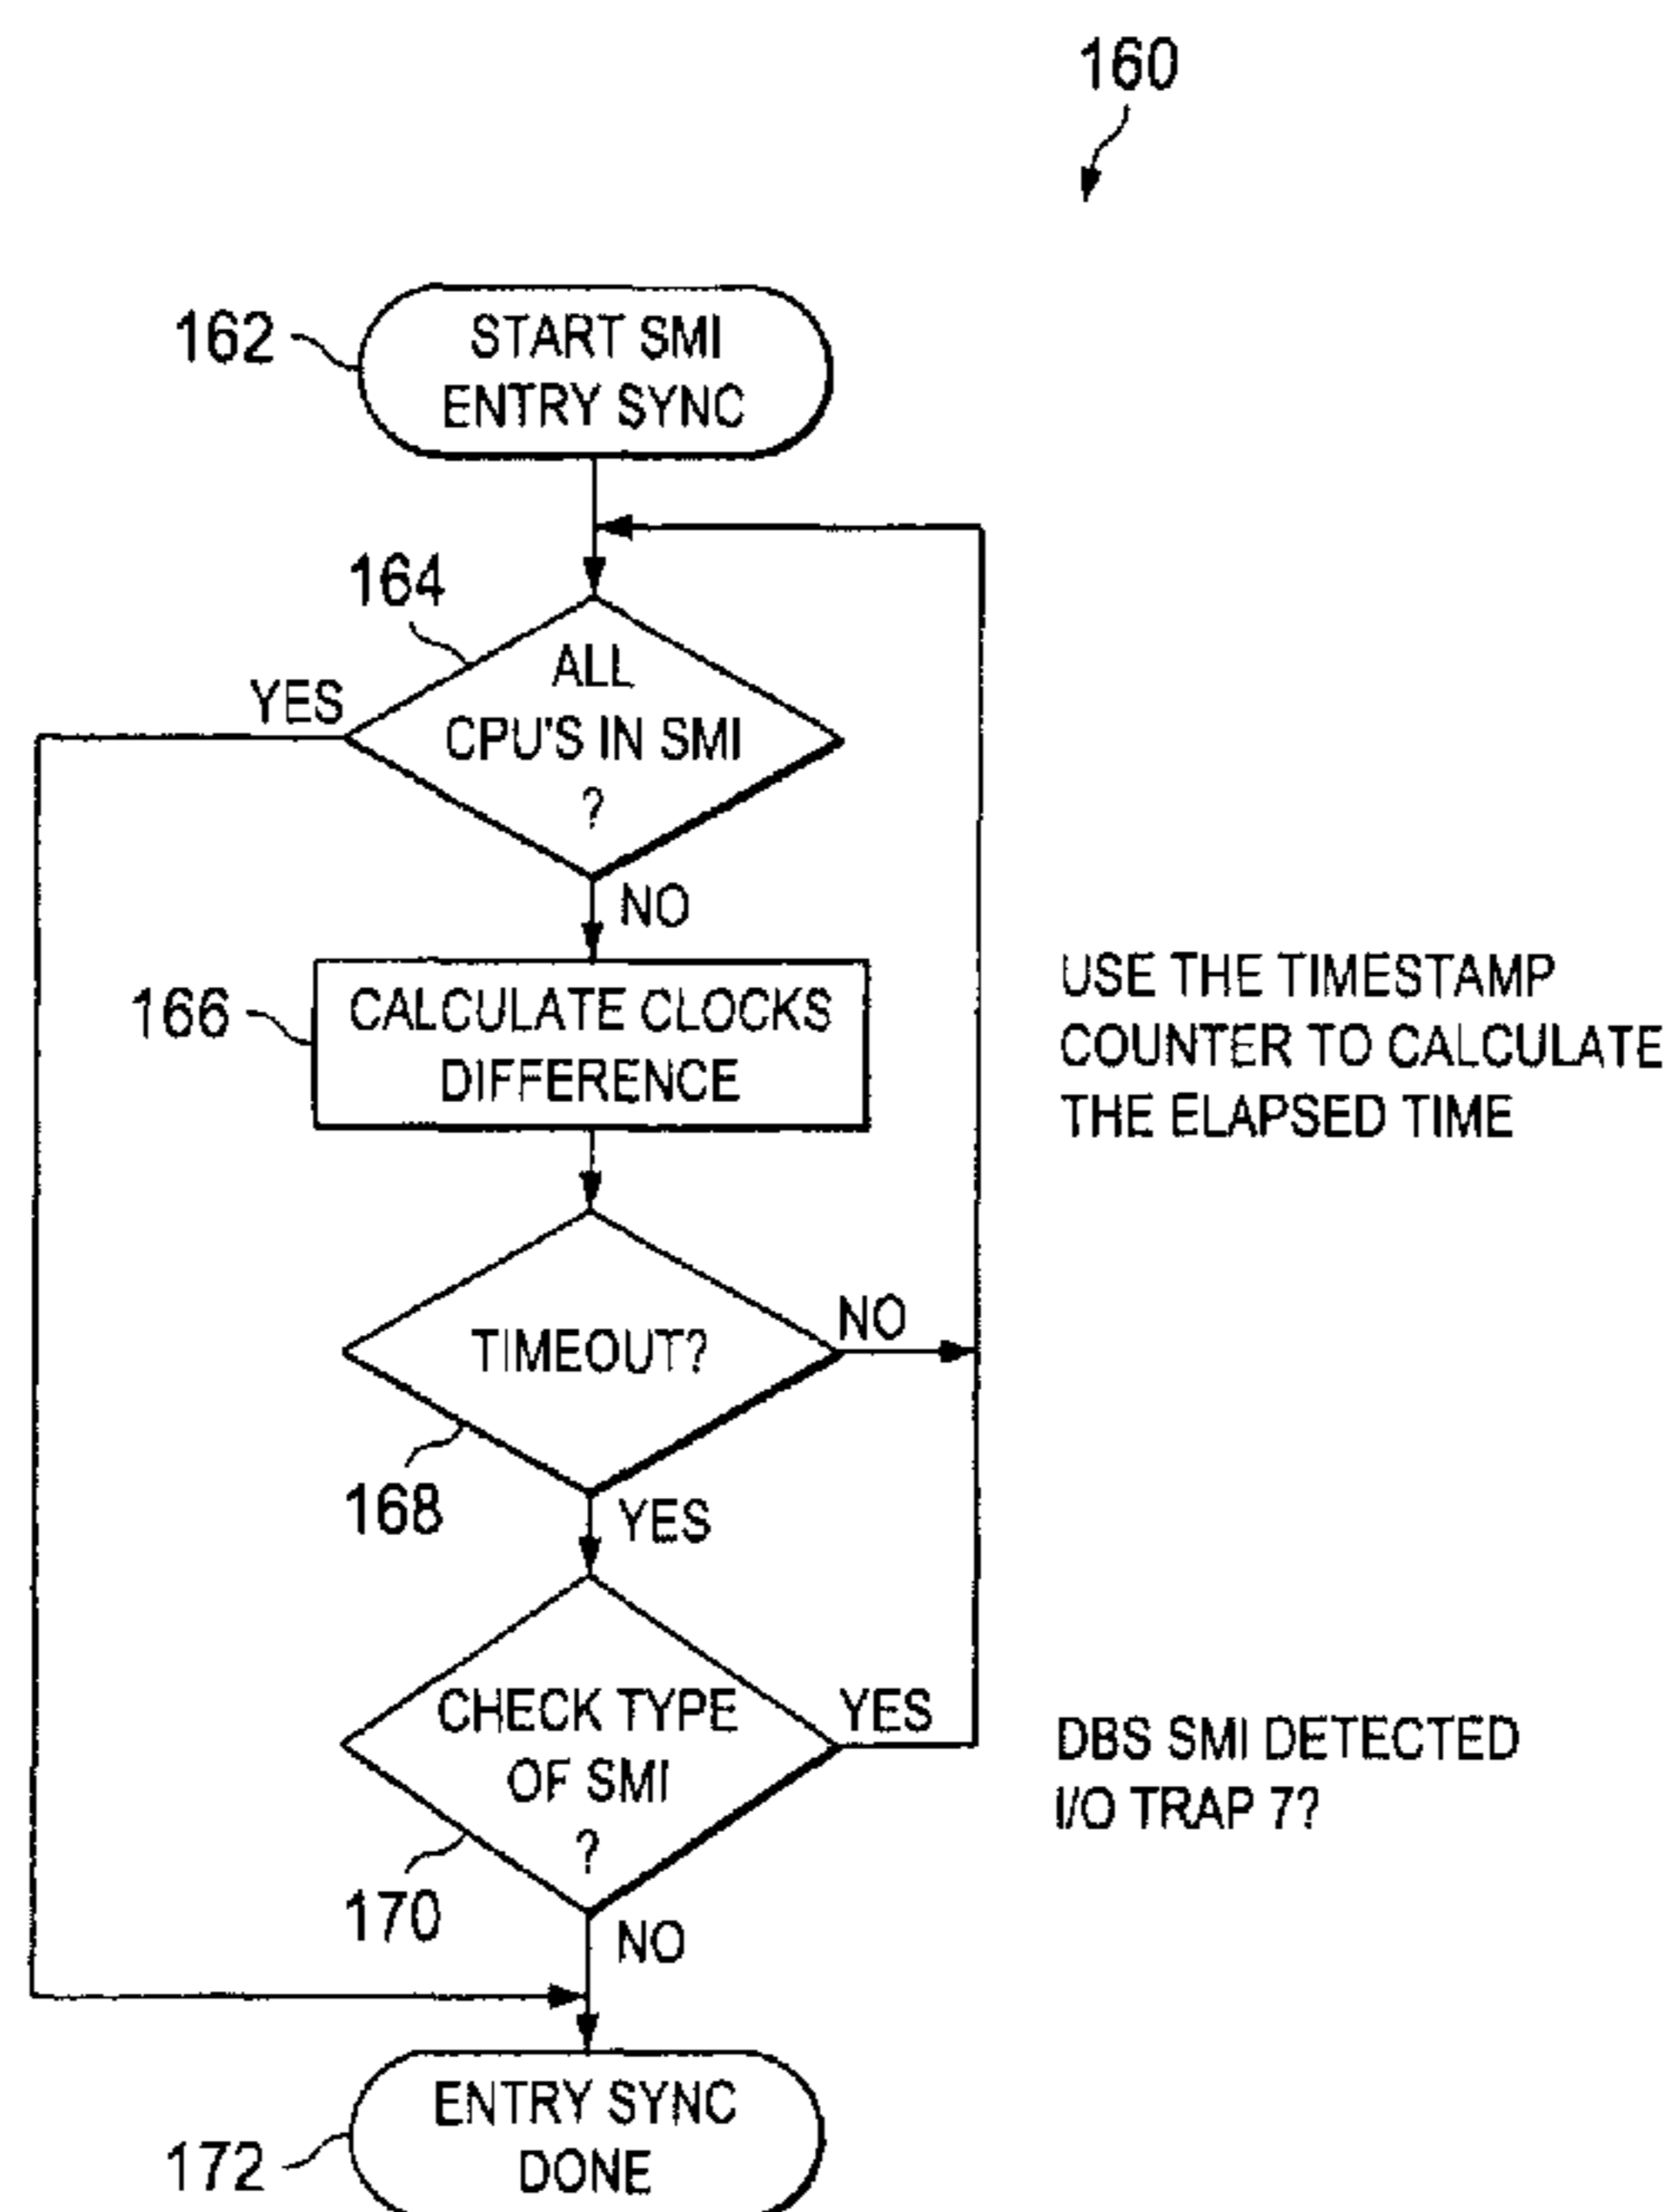 160
162
START SMI
ENTRY SYNC
164
ALL
CPU'S IN SMI
?
YES
NO
166
CALCULATE CLOCKS
DIFFERENCE
USE THE TIMESTAMP
COUNTER TO CALCULATE
THE ELAPSED TIME
TIMEOUT?
NO
168
YES
CHECK TYPE
OF SMI
?
YES
DBS SMI DETECTED
I/O TRAP 7?
170
NO
ENTRY SYNC
DONE
172